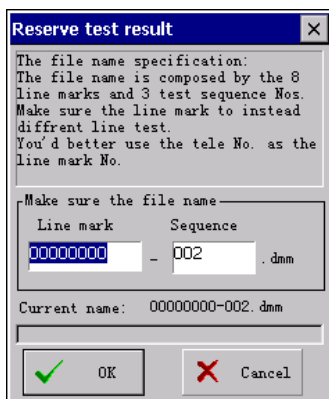 Reserve test result
The file name specification:
The file name is composed by the 8
line marks and 3 test sequence Nos.
Make sure the line mark to instead
diffrent line test.
You'd better use the tele No. as the
line mark No.
Make sure the file name
Line mark Sequence
00000000 - 002 .dmm
Current name: 00000000-002.dmm
OK Cancel